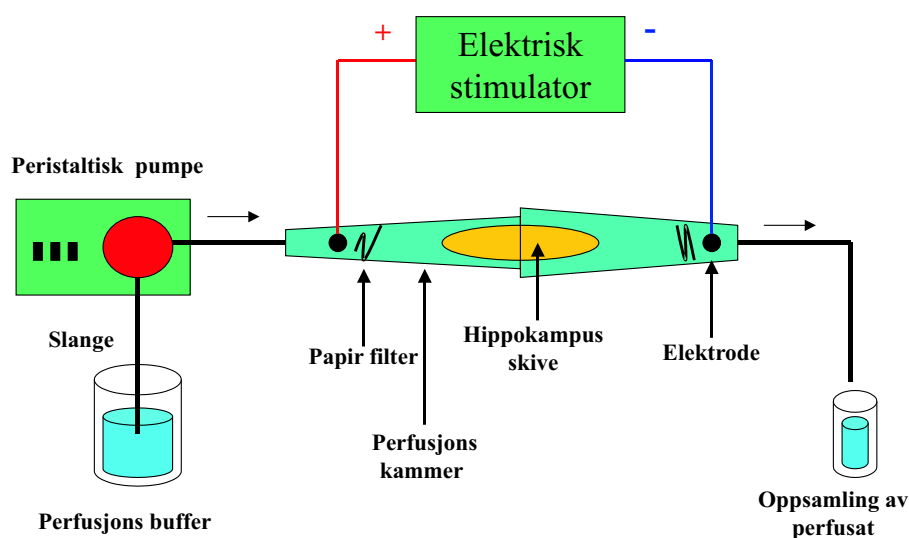 +
Elektrisk
stimulator
-
Peristaltisk pumpe
Slange
Papir filter
Hippokampus
skive
Elektrode
Perfusjons
kammer
Perfusjons buffer
Oppsamling av
perfusat